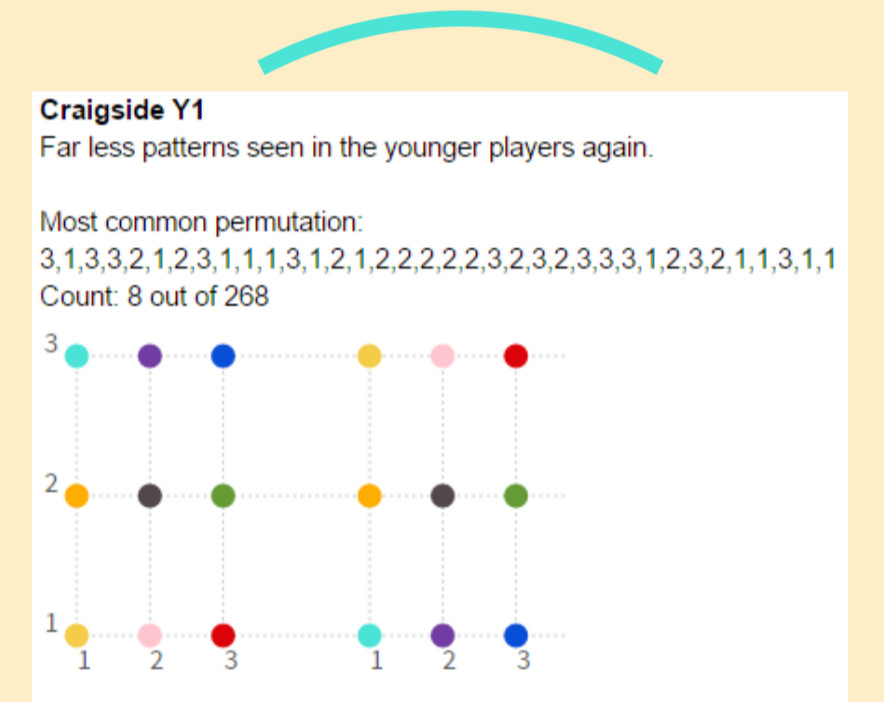 Craigside Y1
Far less patterns seen in the younger players again.
Most common permutation:
3,1,3,3,2,1,2,3,1,1,1,3,1,2,1,2,2,2,2,2,3,2,3,2,3,3,3,1,2,3,2,1,1,3,1,1
Count: 8 out of 268
3
2
1
1 2 3 1 2 3